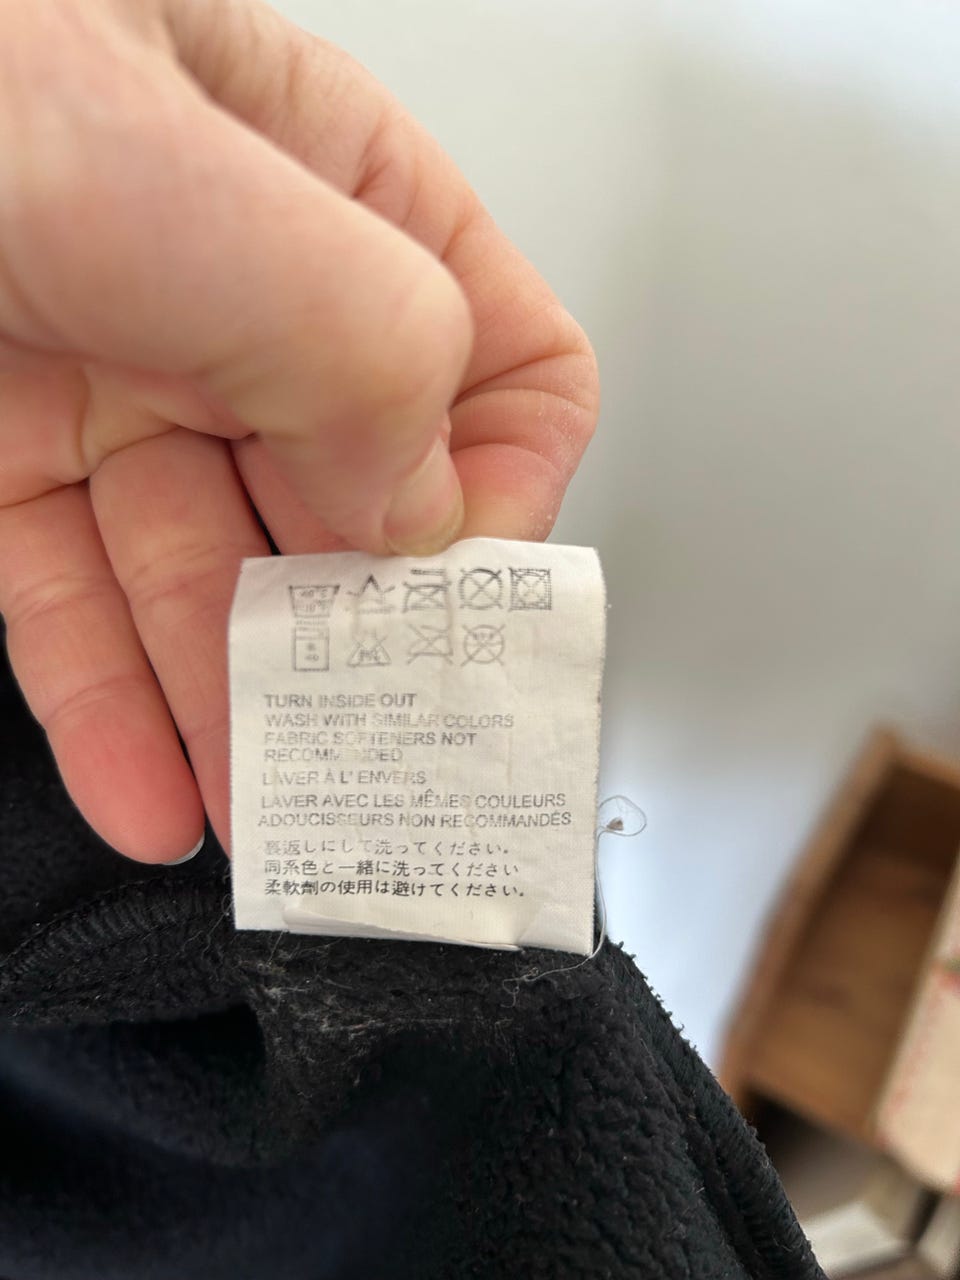 40°C
TURN INSIDE OUT
WASH WITH SIMILAR COLORS
FABRIC SOFTENERS NOT
RECOMMENDED
LAVER À L'ENVERS
LAVER AVEC LES MÊMES COULEURS
ADOUCISSEURS NON RECOMMANDÉS
裏返しにして洗ってください。
同系色と一緒に洗ってください
柔軟剤の使用は避けてください。